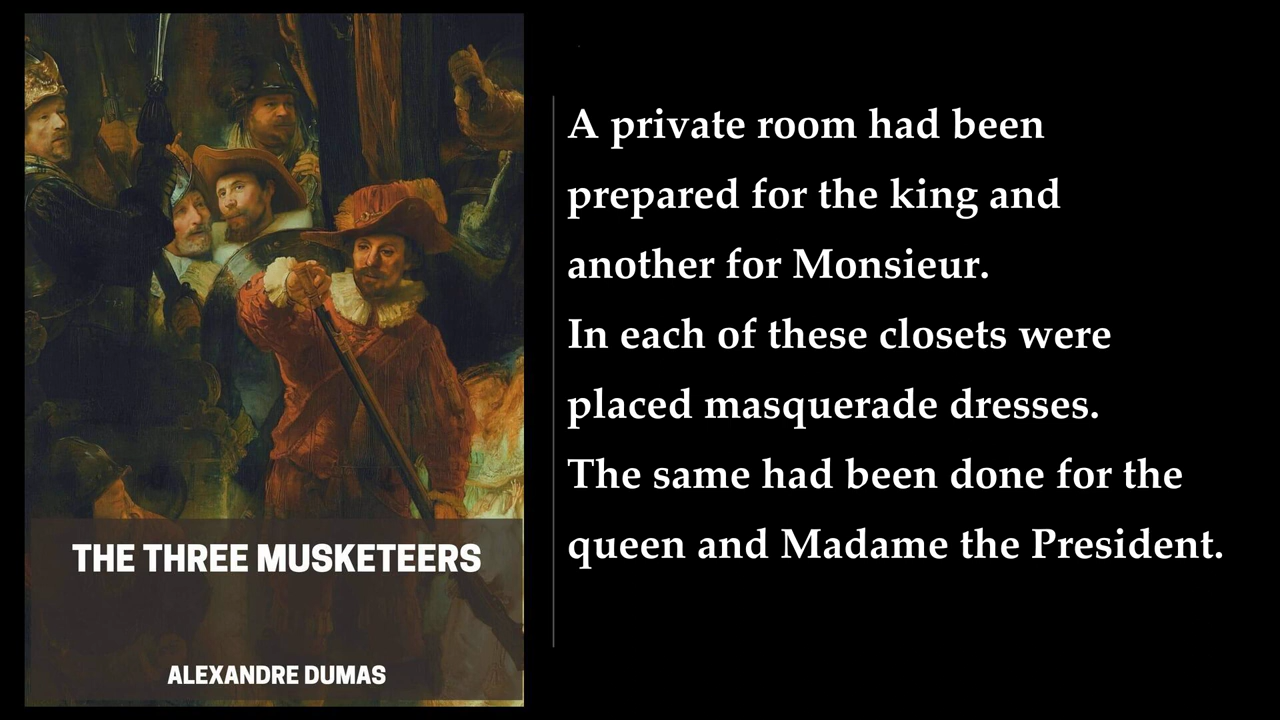 THE THREE MUSKETEERS
ALEXANDRE DUMAS
A private room had been
prepared for the king and
another for Monsieur.
In each of these closets were
placed masquerade dresses.
The same had been done for the
queen and Madame the President.